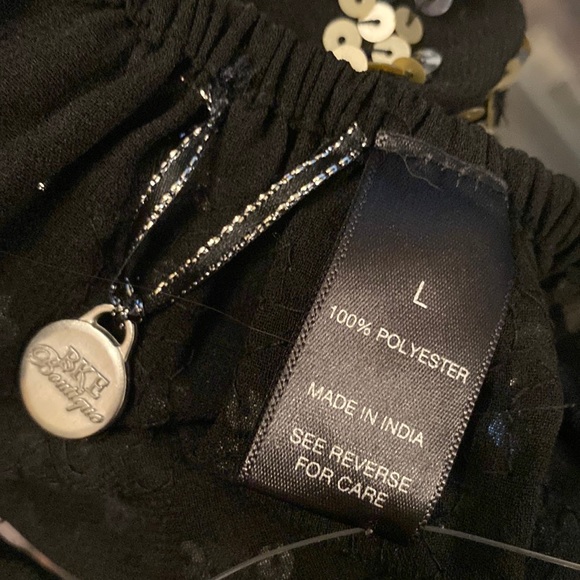 BKE
Boutique
L
100% POLYESTER
MADE IN INDIA
SEE REVERSE
FOR CARE